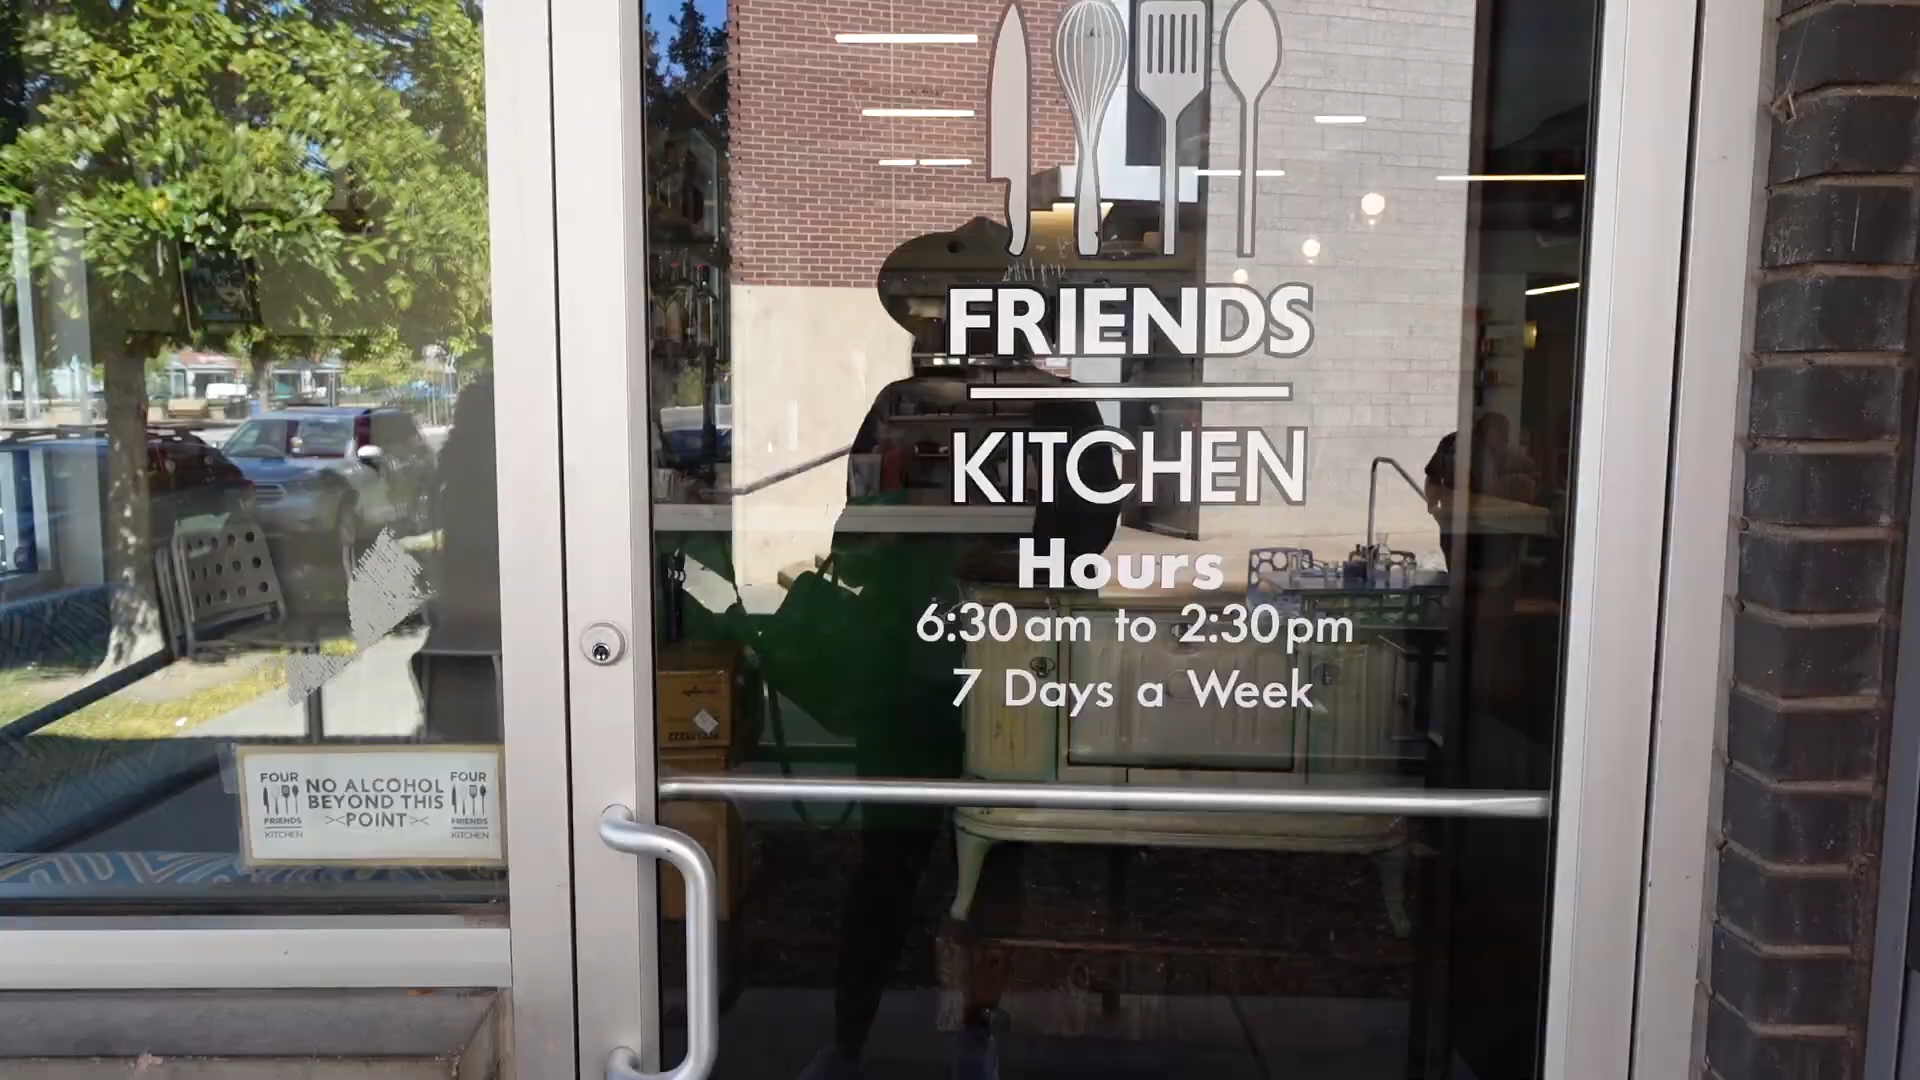 FRIENDS
KITCHEN
Hours
6:30am to 2:30pm
7 Days a Week
FOUR
FRIENDS
KITCHEN
NO ALCOHOL
BEYOND THIS
>​<POINT>​<
FOUR
FRIENDS
KITCHEN